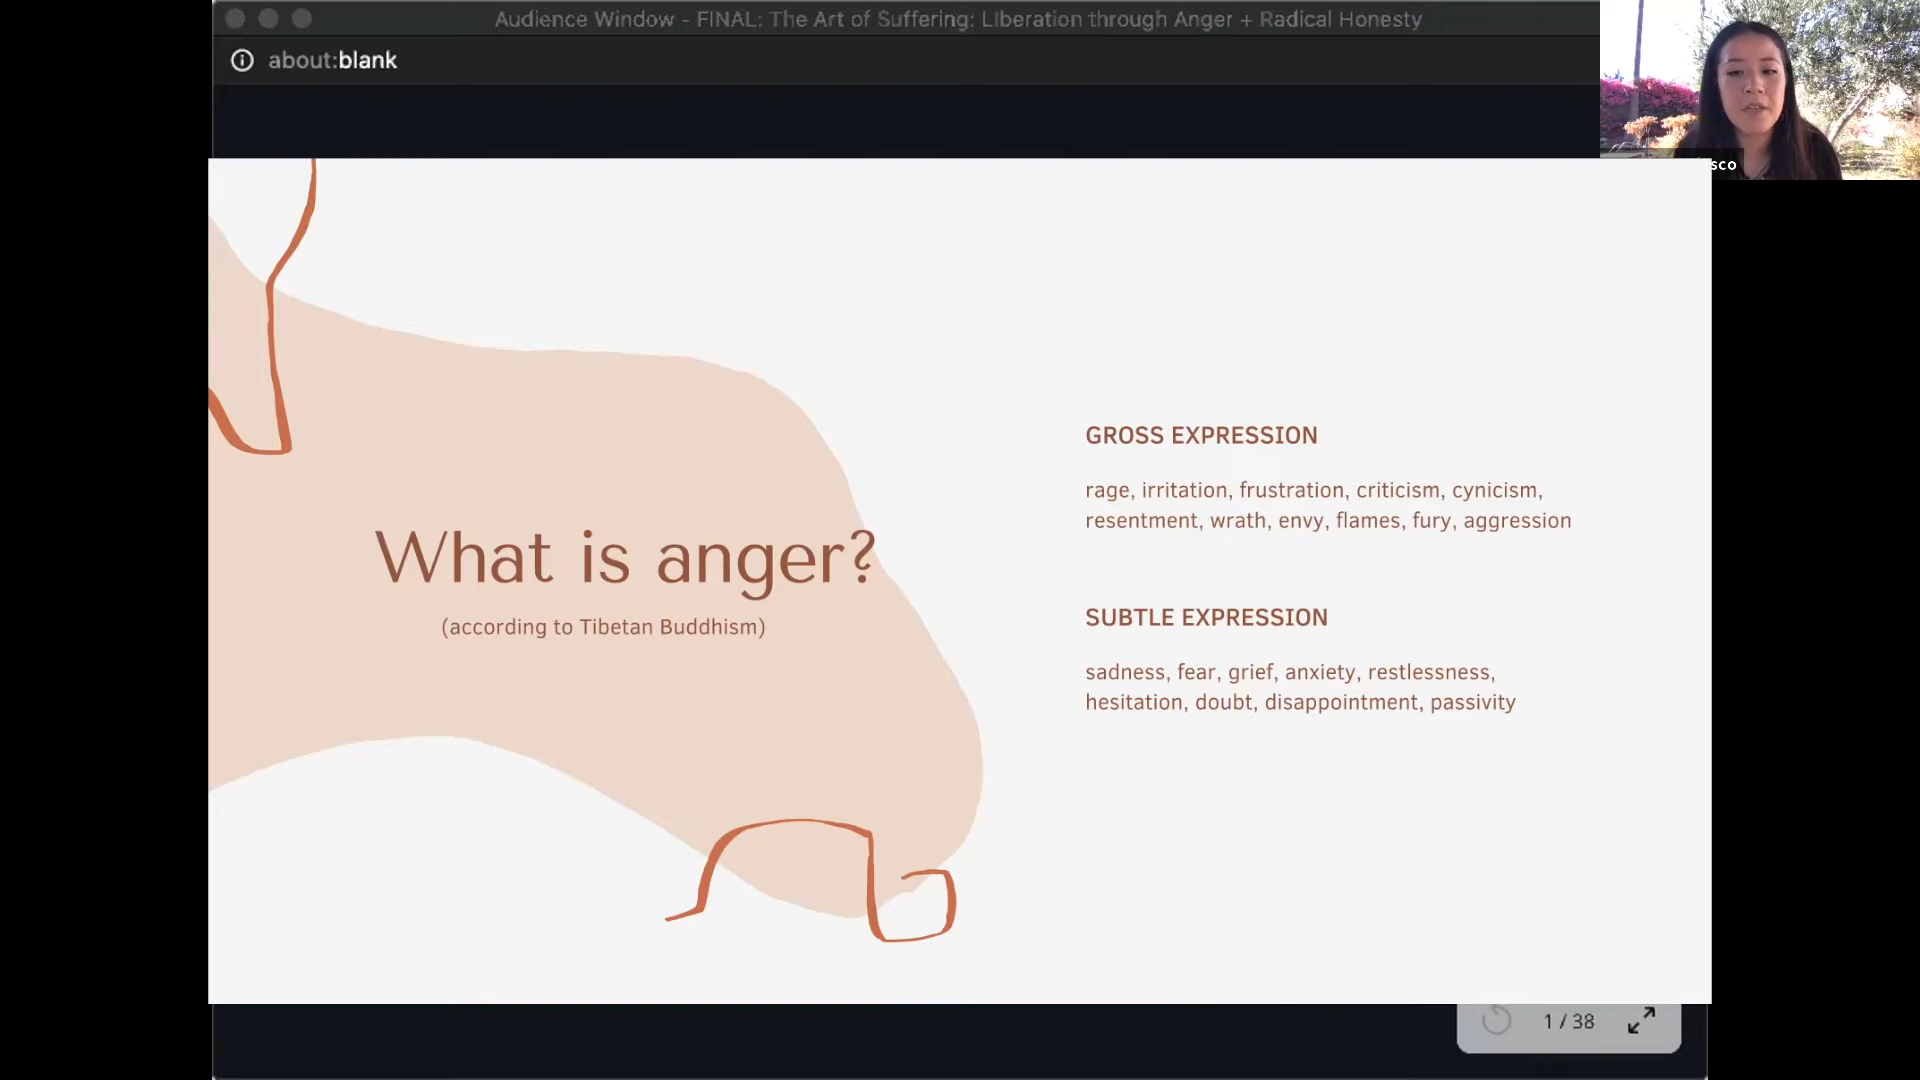 Audience Window - FINAL: The Art of Suffering: LIberation through Anger + Radical Honesty
about:blank
sco
What is anger?
(according to Tibetan Buddhism)
GROSS EXPRESSION
rage, irritation, frustration, criticism, cynicism,
resentment, wrath, envy, flames, fury, aggression
SUBTLE EXPRESSION
sadness, fear, grief, anxiety, restlessness,
hesitation, doubt, disappointment, passivity
1 / 38